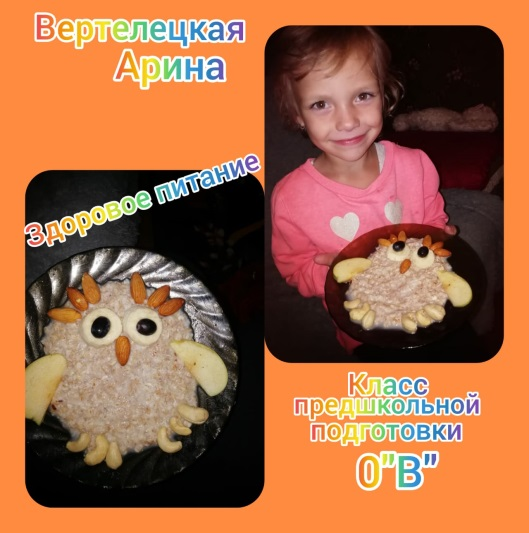 Вертелецкая
Арина
Здоровое питание
Класс
предшкольной
подготовки
0"В"